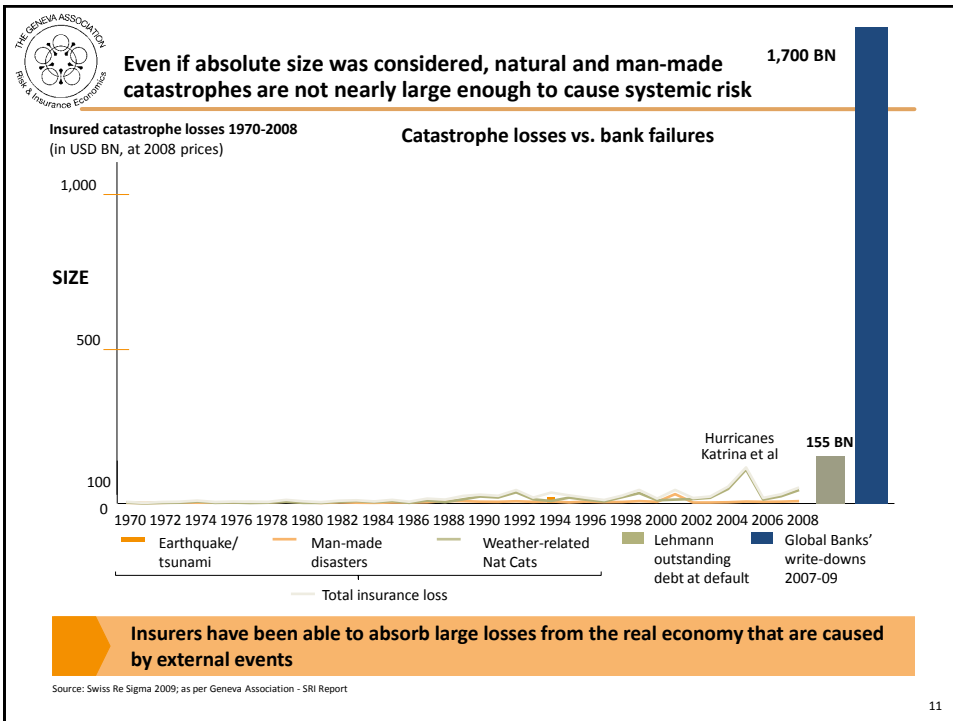 THE GENEVA ASSOCIATION
Risk & Insurance Economics
Even if absolute size was considered, natural and man-made
catastrophes are not nearly large enough to cause systemic risk
1,700 BN
Insured catastrophe losses 1970-2008
(in USD BN, at 2008 prices)
Catastrophe losses vs. bank failures
1,000
SIZE
500
Hurricanes
Katrina et al
155 BN
100
0
1970 1972 1974 1976 1978 1980 1982 1984 1986 1988 1990 1992 1994 1996 1998 2000 2002 2004 2006 2008
Earthquake/
tsunami
Man-made
disasters
Weather-related
Nat Cats
Lehmann
outstanding
debt at default
Global Banks'
write-downs
2007-09
Total insurance loss
Insurers have been able to absorb large losses from the real economy that are caused
by external events
Source: Swiss Re Sigma 2009; as per Geneva Association - SRI Report
11